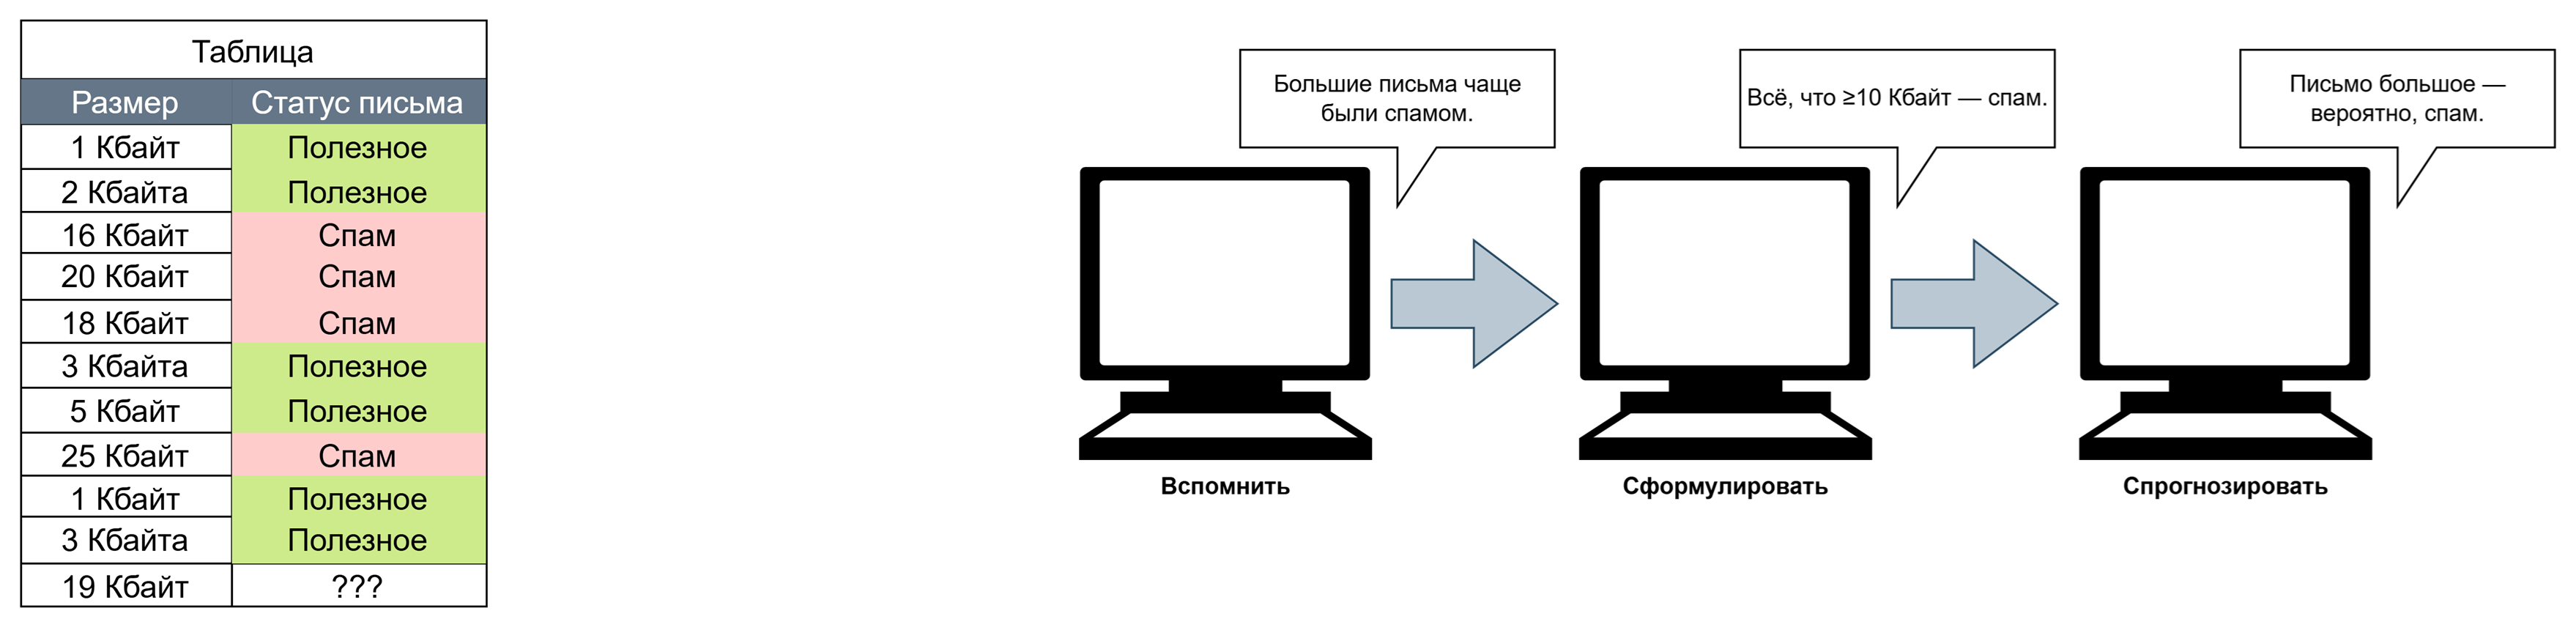 Таблица
Размер Статус письма
1 Кбайт Полезное
2 Кбайта Полезное
16 Кбайт Спам
20 Кбайт Спам
18 Кбайт Спам
3 Кбайта Полезное
5 Кбайт Полезное
25 Кбайт Спам
1 Кбайт Полезное
3 Кбайта Полезное
19 Кбайт ???
Большие письма чаще
были спамом.
Вспомнить
Всё, что ≥10 Кбайт — спам.
Сформулировать
Письмо большое —
вероятно, спам.
Спрогнозировать